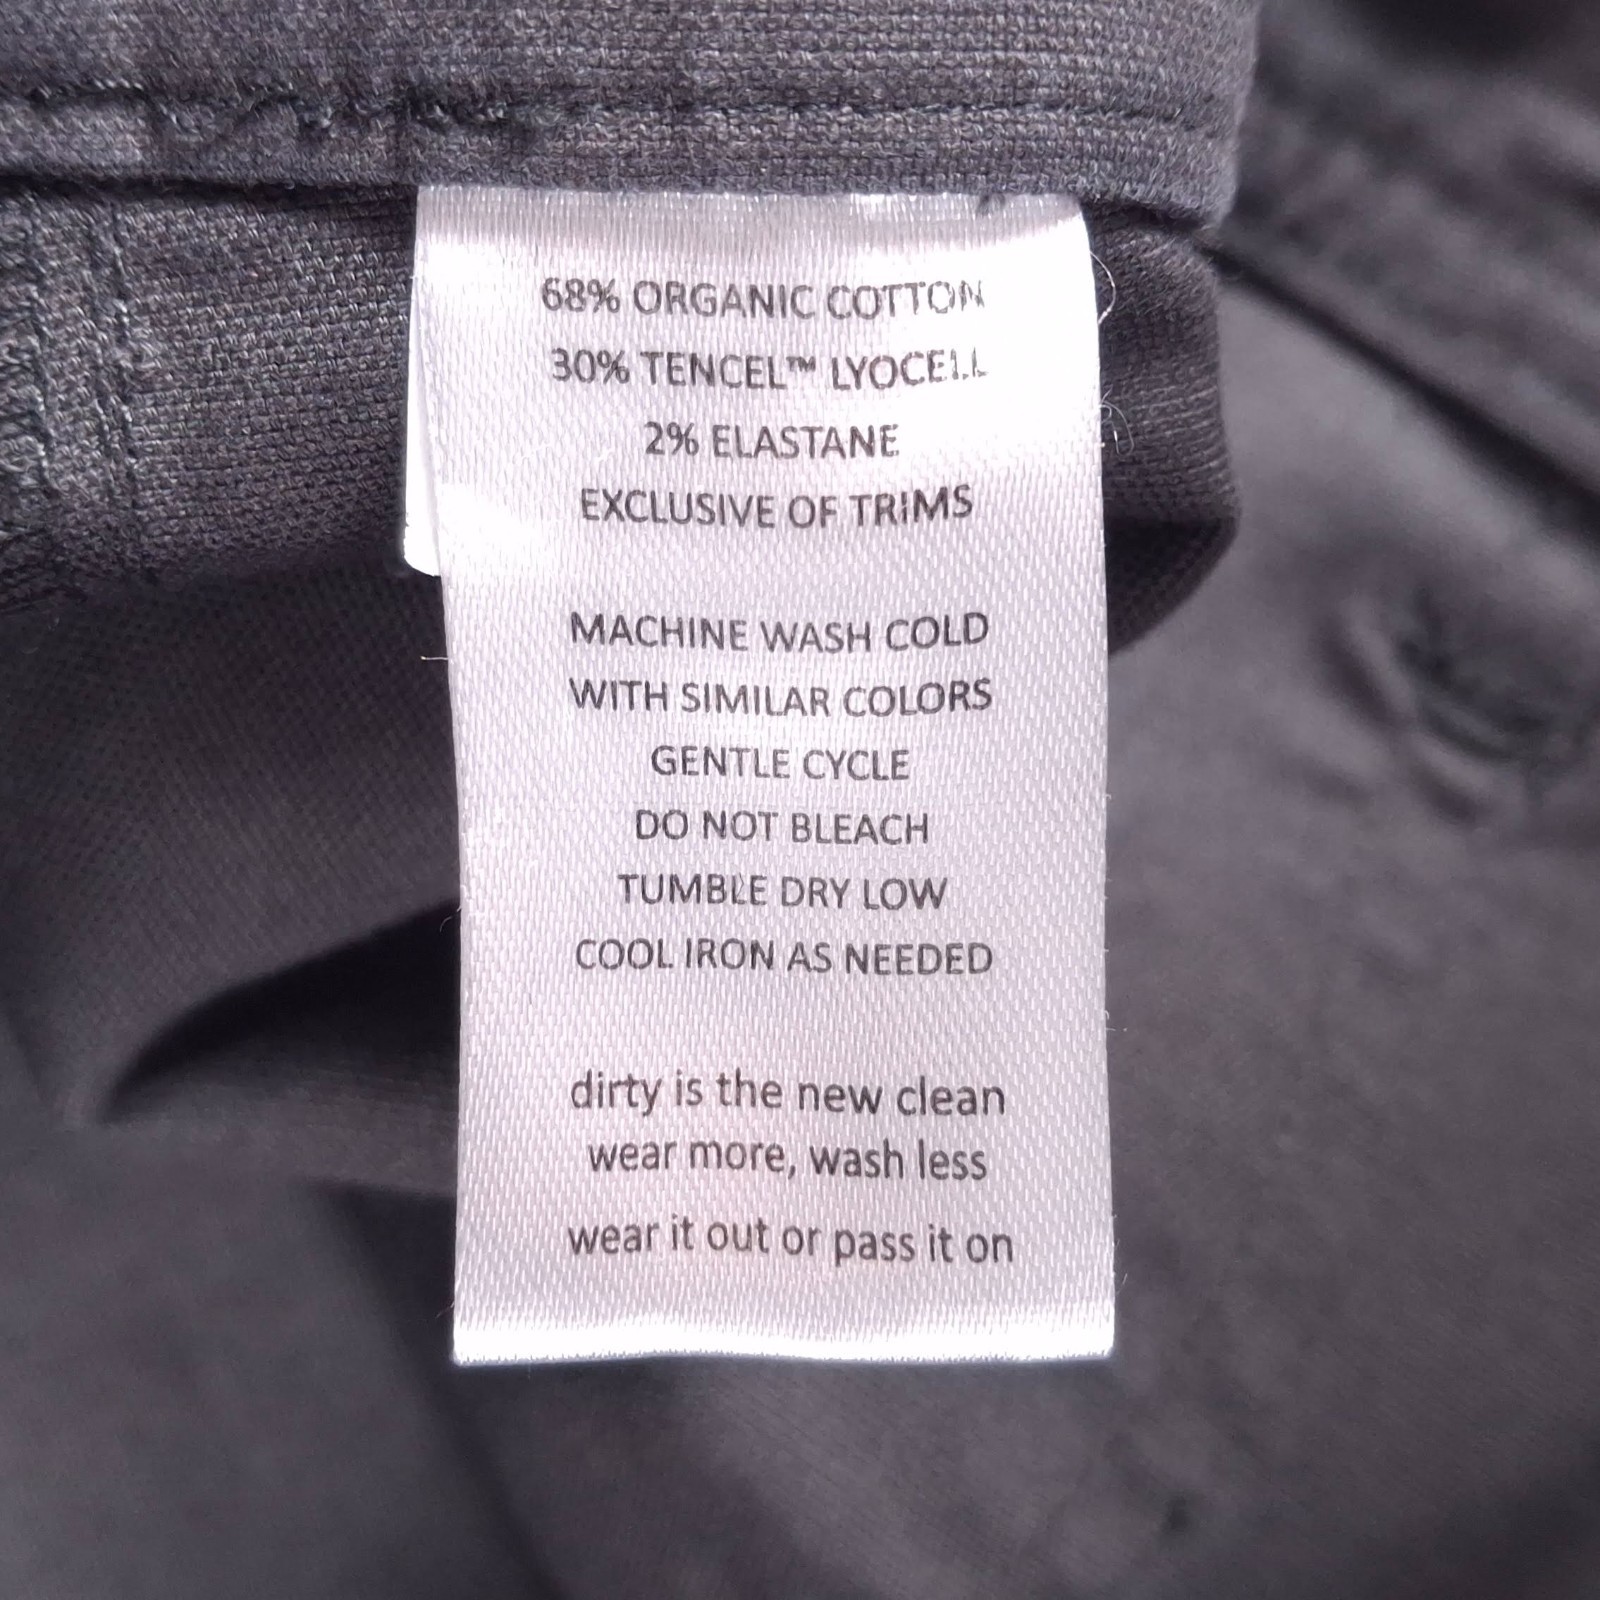 68% ORGANIC COTTON
30% TENCEL™ LYOCELL
2% ELASTANE
EXCLUSIVE OF TRIMS
MACHINE WASH COLD
WITH SIMILAR COLORS
GENTLE CYCLE
DO NOT BLEACH
TUMBLE DRY LOW
COOL IRON AS NEEDED
dirty is the new clean
wear more, wash less
wear it out or pass it on